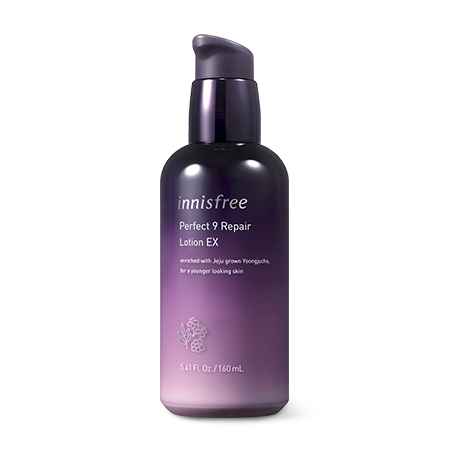 innisfree
Perfect 9 Repair
Lotion EX
enriched with Jeju grown Yeongjucho,
for a younger looking skin
5.41 FL Oz. / 160 mL